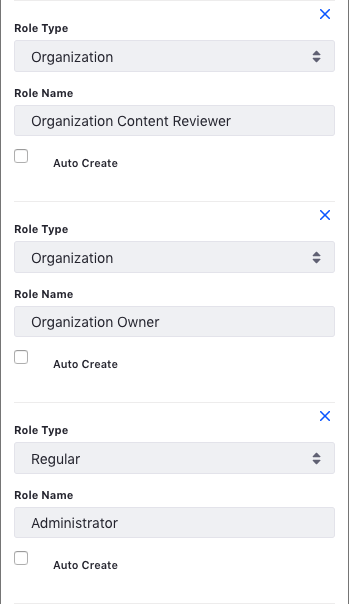 Role Type
Organization
Role Name
Organization Content Reviewer
Auto Create
Role Type
Organization
Role Name
Organization Owner
Auto Create
Role Type
Regular
Role Name
Administrator
Auto Create